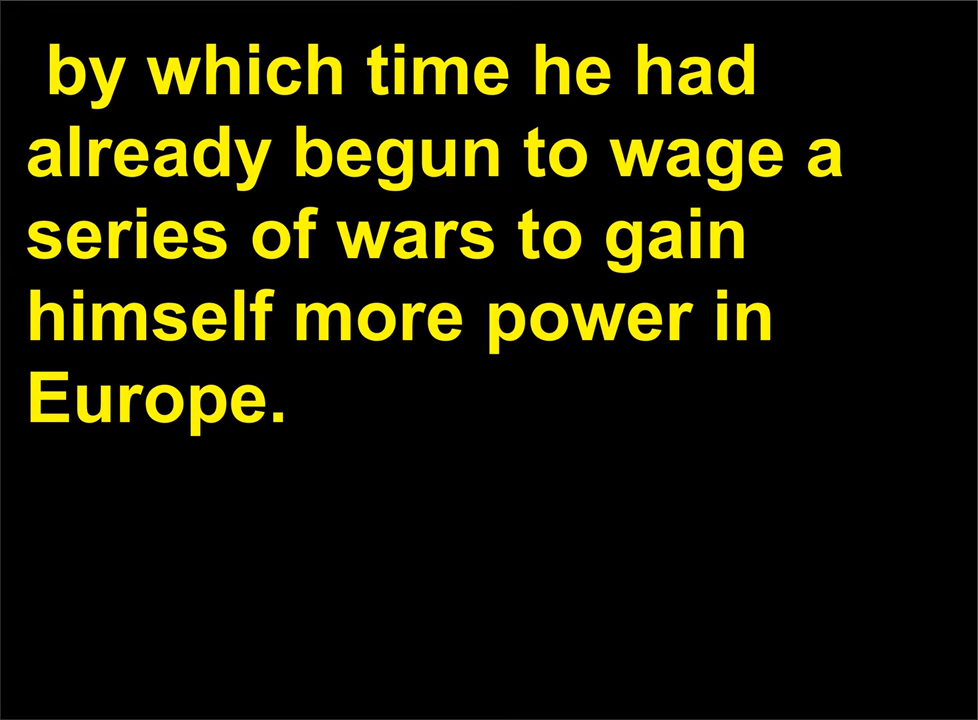 by which time he had
already begun to wage a
series of wars to gain
himself more power in
Europe.